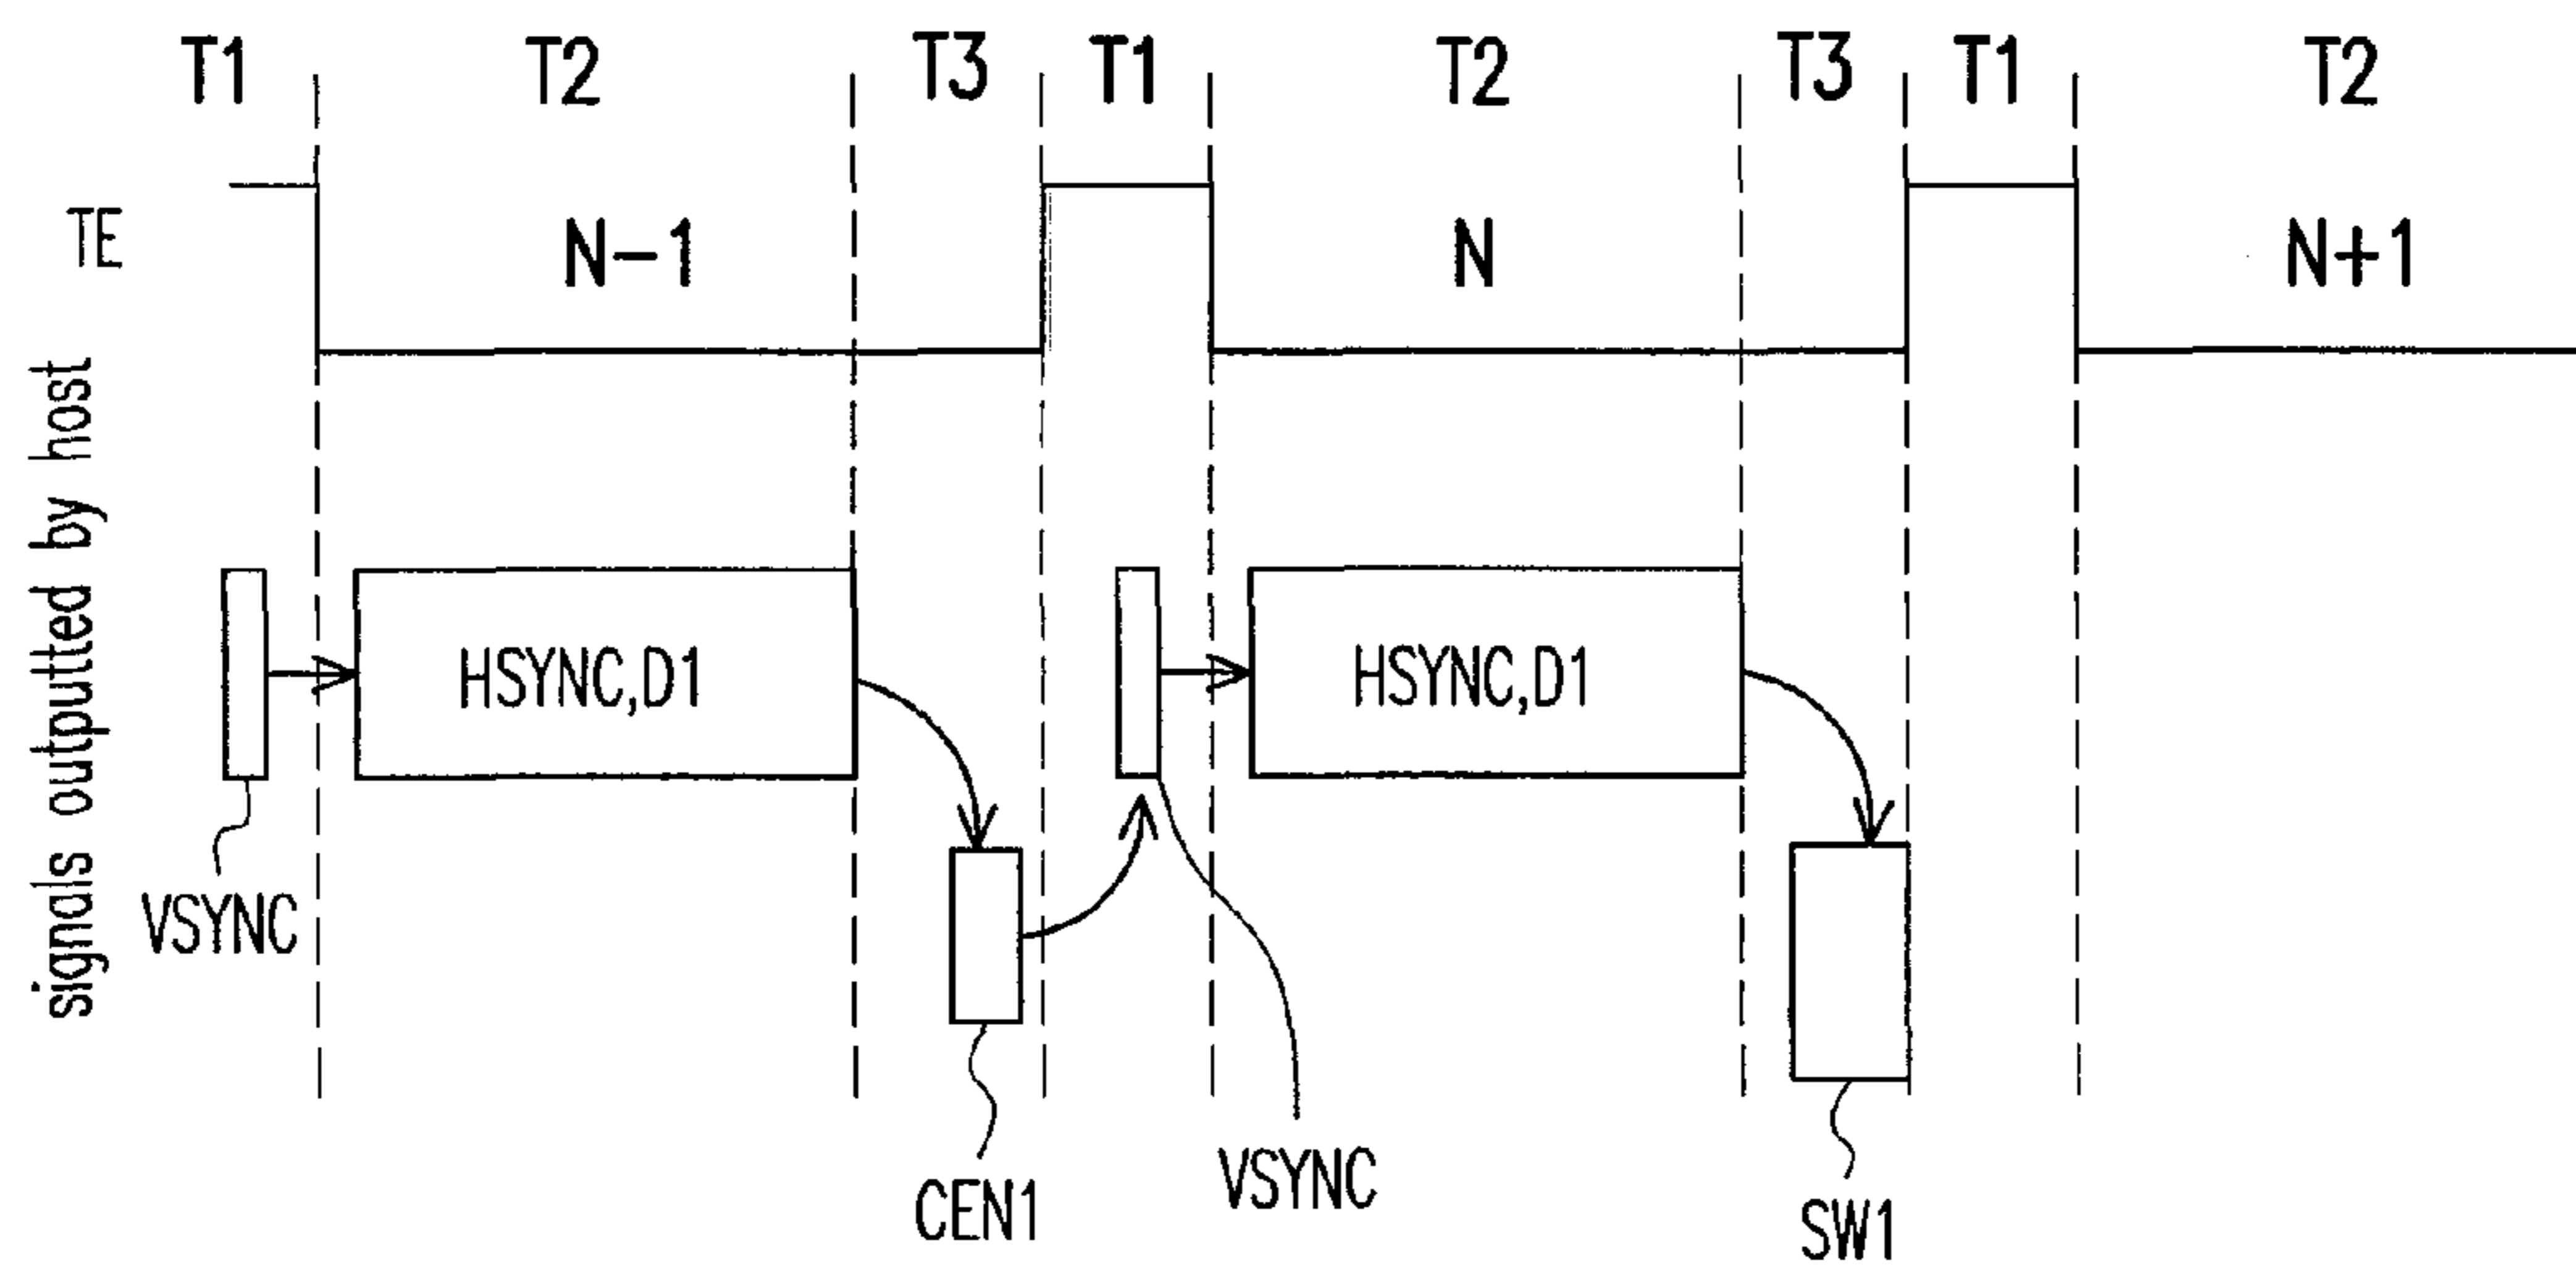 T1 T2 T3 T1 T2 T3 T1 T2
TE N-1 N N+1
signals outputted by host
HSYNC,D1 HSYNC,D1
VSYNC
CEN1 VSYNC SW1